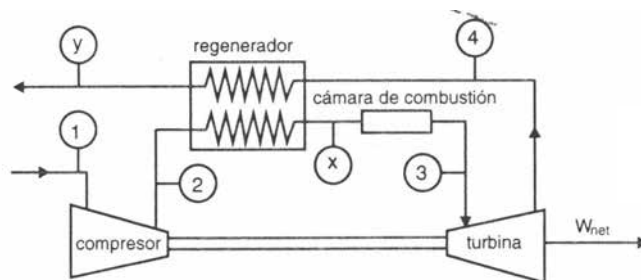 y
regenerador
4
cámara de combustión
1
2
x
3
compresor
turbina
Wnet